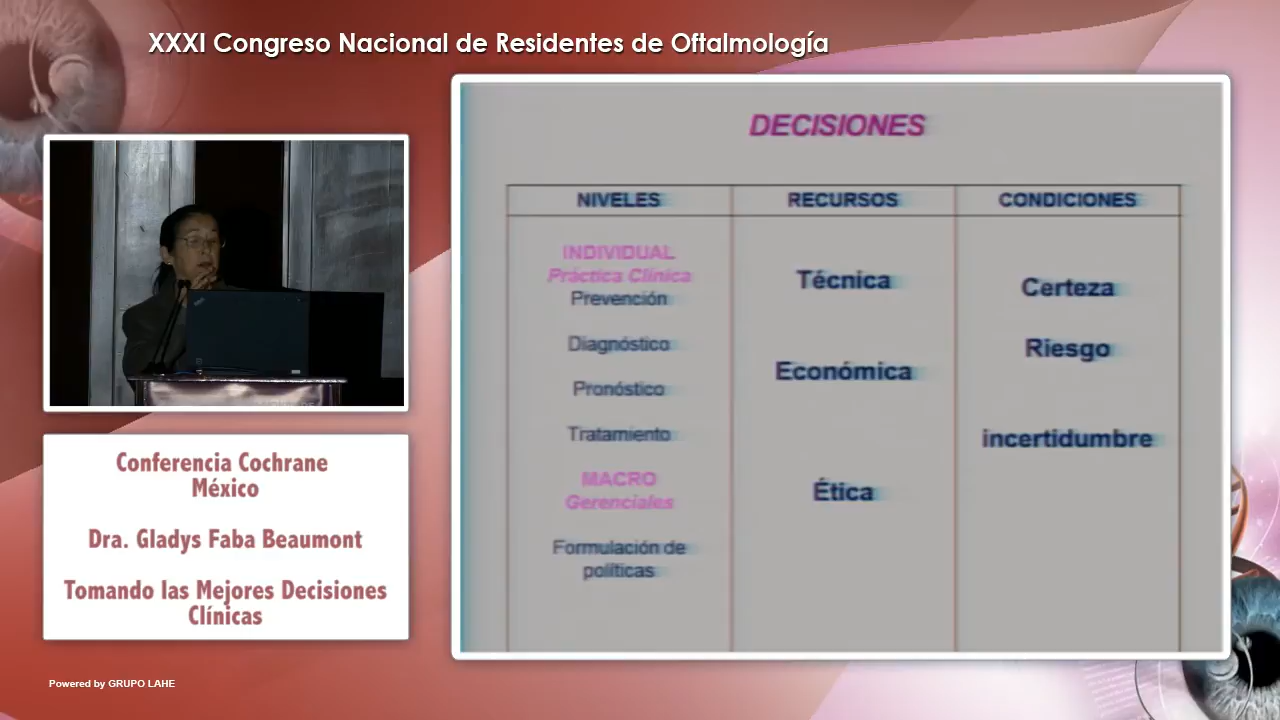 XXXI Congreso Nacional de Residentes de Oftalmología
Conferencia Cochrane
México
Dra. Gladys Faba Beaumont
Tomando las Mejores Decisiones
Clínicas
Powered by GRUPO LAHE
DECISIONES
NIVELES
RECURSOS
CONDICIONES
INDIVIDUAL
Práctica Clínica
Prevención
Diagnóstico
Pronóstico
Tratamiento
MACRO
Gerenciales
Formulación de
políticas
Técnica
Económica
Ética
Certeza
Riesgo
incertidumbre